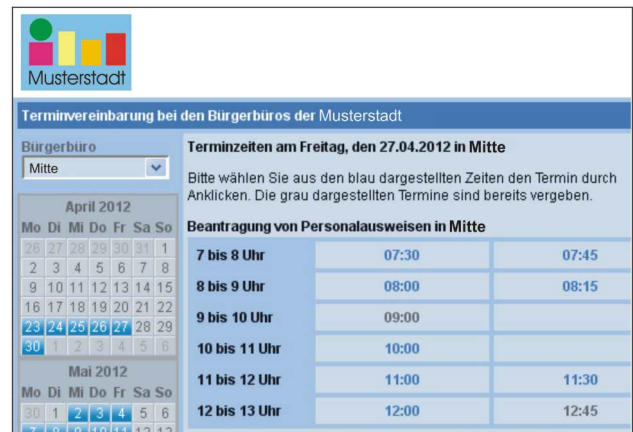 Musterstadt
Terminvereinbarung bei den Bürgerbüros der Musterstadt
Bürgerbüro
Mitte
April 2012
Mo Di Mi Do Fr Sa So
26 27 28 29 30 31 1
2 3 4 5 6 7 8
9 10 11 12 13 14 15
16 17 18 19 20 21 22
23 24 25 26 27 28 29
30 1 2 3 4 5 6
Mai 2012
Mo Di Mi Do Fr Sa So
30 1 2 3 4 5 6
7 8 9 10 11 12 13
Terminzeiten am Freitag, den 27.04.2012 in Mitte
Bitte wählen Sie aus den blau dargestellten Zeiten den Termin durch
Anklicken. Die grau dargestellten Termine sind bereits vergeben.
Beantragung von Personalausweisen in Mitte
7 bis 8 Uhr 07:30 07:45
8 bis 9 Uhr 08:00 08:15
9 bis 10 Uhr 09:00
10 bis 11 Uhr 10:00
11 bis 12 Uhr 11:00 11:30
12 bis 13 Uhr 12:00 12:45